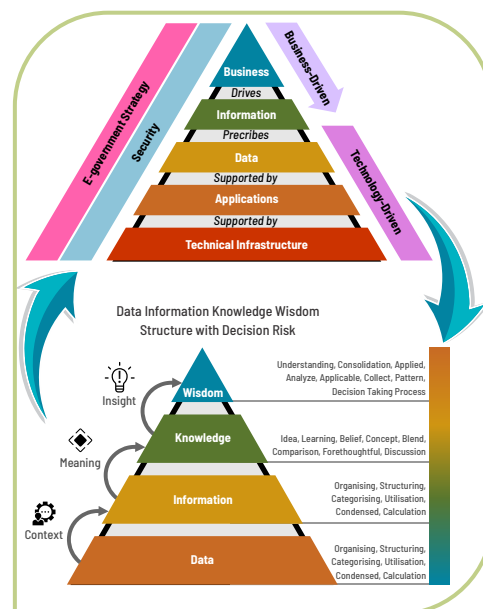 E-government Strategy
Security
Business
Drives
Information
Precribes
Data
Supported by
Applications
Supported by
Technical Infrastructure
Business-Driven
Technology-Driven
Data Information Knowledge Wisdom
Structure with Decision Risk
Insight
Meaning
Context
Wisdom
Knowledge
Information
Data
Understanding, Consolidation, Applied,
Analyze, Applicable, Collect, Pattern,
Decision Taking Process
Idea, Learning, Belief, Concept, Blend,
Comparison, Forethoughtful, Discussion
Organising, Structuring,
Categorising, Utilisation,
Condensed, Calculation
Organising, Structuring,
Categorising, Utilisation,
Condensed, Calculation